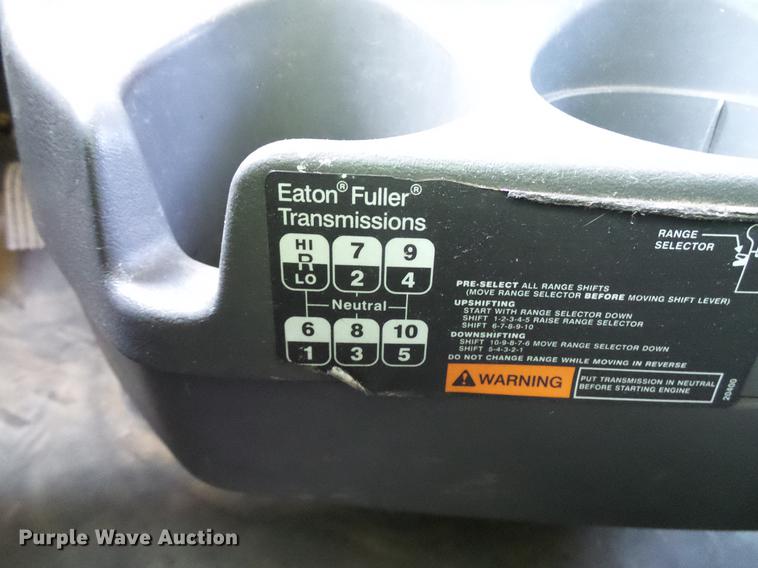 Eaton® Fuller®
Transmissions
HI R LO
7 2
9 4
Neutral
6 1
8 3
10 5
RANGE
SELECTOR
PRE-SELECT ALL RANGE SHIFTS
(MOVE RANGE SELECTOR BEFORE MOVING SHIFT LEVER)
UPSHIFTING
START WITH RANGE SELECTOR DOWN
SHIFT 1-2-3-4-5 RAISE RANGE SELECTOR
SHIFT 6-7-8-9-10
DOWNSHIFTING
SHIFT 10-9-8-7-6 MOVE RANGE SELECTOR DOWN
SHIFT 5-4-3-2-1
DO NOT CHANGE RANGE WHILE MOVING IN REVERSE
WARNING
PUT TRANSMISSION IN NEUTRAL
BEFORE STARTING ENGINE
20490
Purple Wave Auction